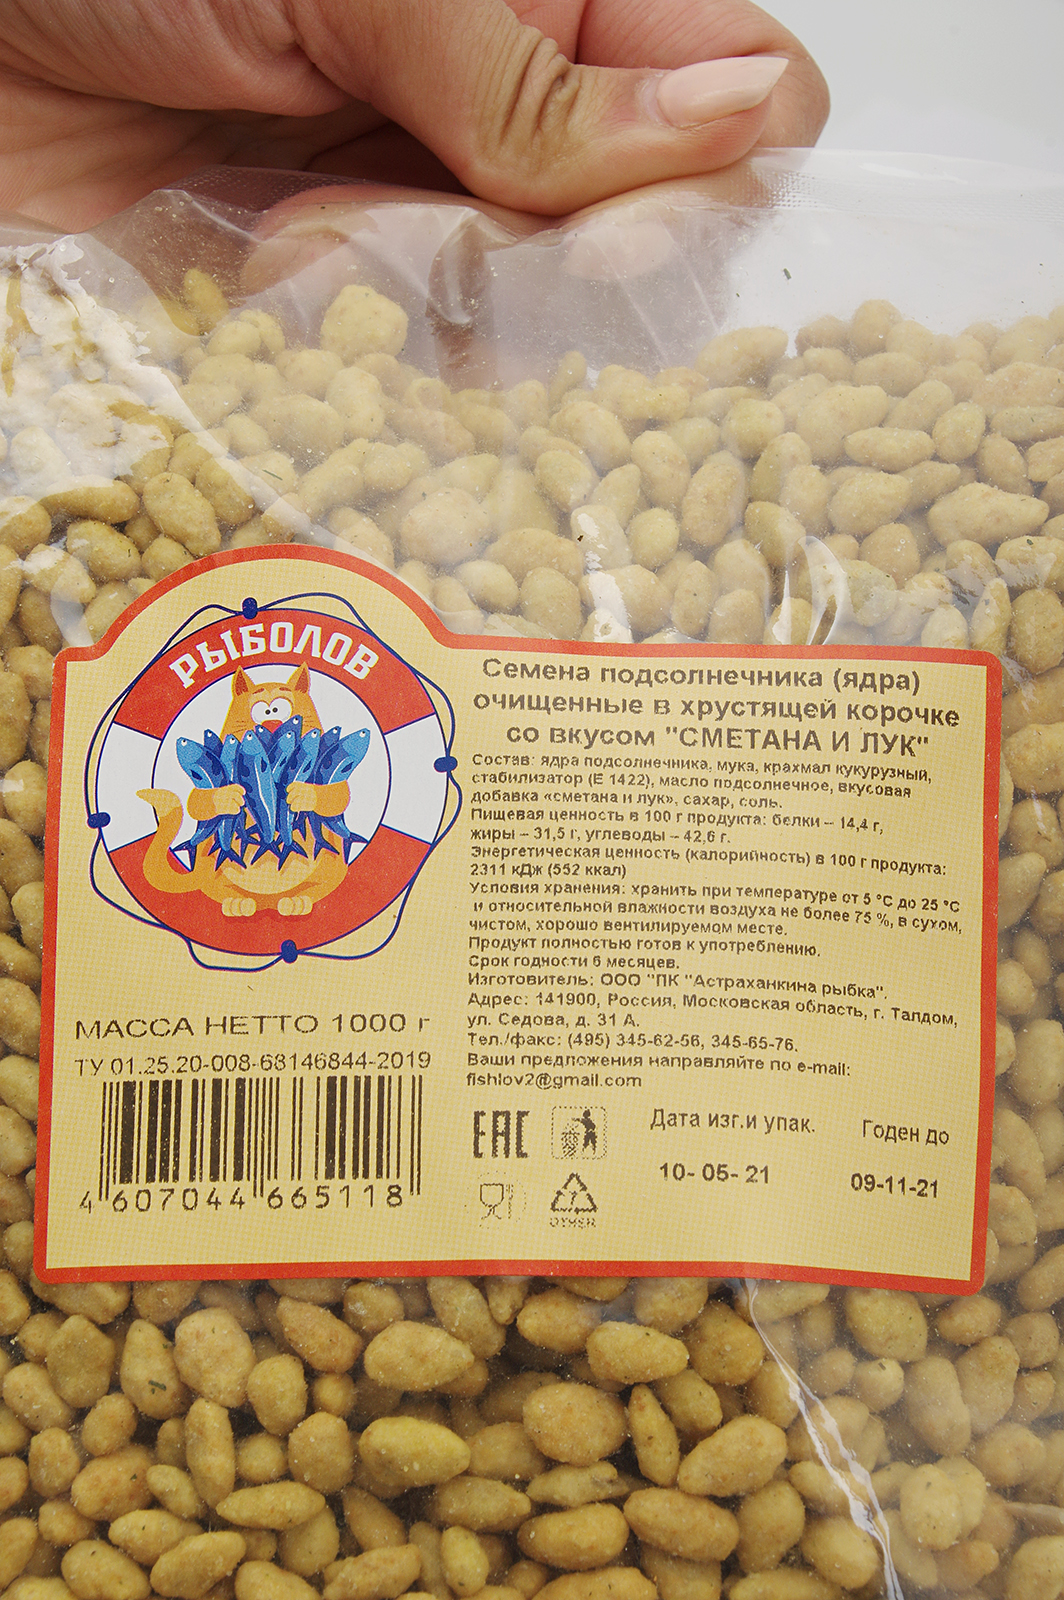 РЫБОЛОВ
Семена подсолнечника (ядра)
очищенные в хрустящей корочке
со вкусом "СМЕТАНА И ЛУК"
Состав: ядра подсолнечника, мука, крахмал кукурузный,
стабилизатор (Е 1422), масло подсолнечное, вкусовая
добавка «сметана и лук», сахар, соль.
Пищевая ценность в 100 г продукта: белки – 14,4 г,
жиры – 31,5 г, углеводы – 42,6 г.
Энергетическая ценность (калорийность) в 100 г продукта:
2311 кДж (552 ккал)
Условия хранения: хранить при температуре от 5 °С до 25 °С
и относительной влажности воздуха не более 75 %, в сухом,
чистом, хорошо вентилируемом месте.
Продукт полностью готов к употреблению.
Срок годности 6 месяцев.
Изготовитель: ООО "ПК "Астраханкина рыбка".
Адрес: 141900, Россия, Московская область, г. Талдом,
ул. Седова, д. 31 А.
Тел./факс: (495) 345-62-56, 345-65-76.
Ваши предложения направляйте по e-mail:
fishlov2@gmail.com
МАССА НЕТТО 1000 г
ТУ 01.25.20-008-68146844-2019
4 607044 665118
ЕАС
7
OTHER
Дата изг.и упак.
10- 05- 21
Годен до
09-11-21